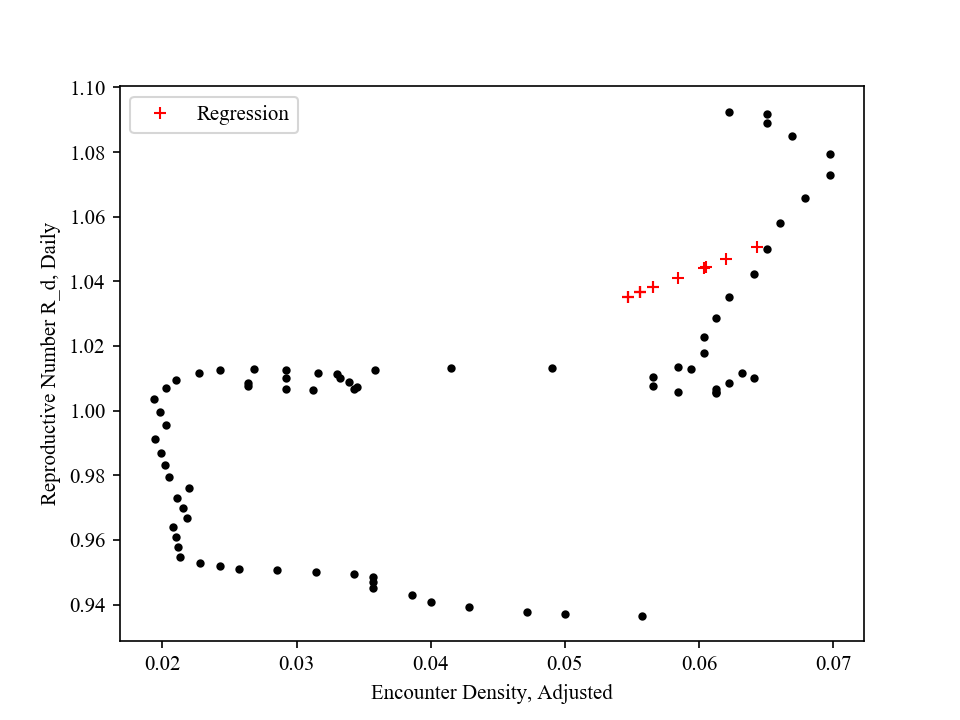 Regression
1.10
1.08
1.06
1.04
1.02
1.00
0.98
0.96
0.94
Reproductive Number R_d, Daily
0.02 0.03 0.04 0.05 0.06 0.07
Encounter Density, Adjusted